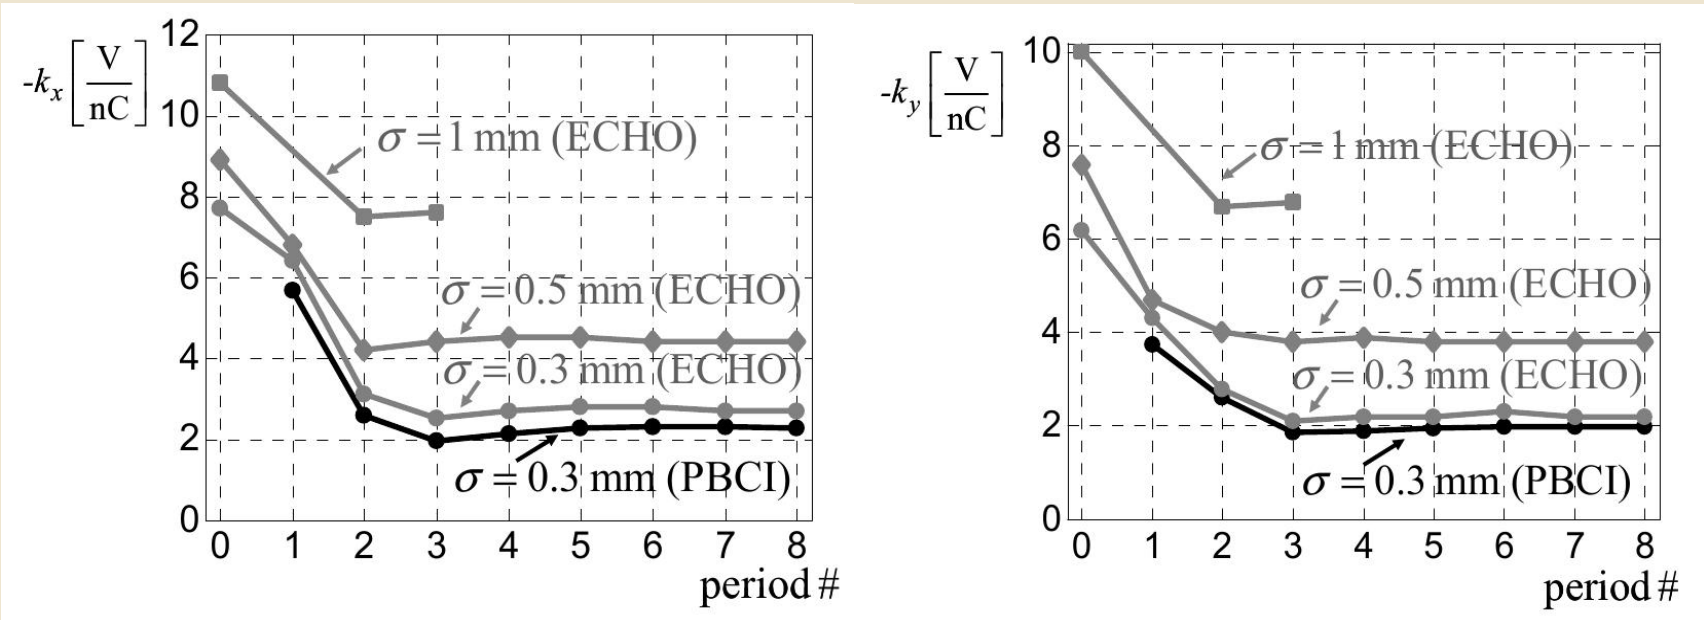 -kx [V/nC]
12
10
8
6
4
2
0
σ = 1 mm (ECHO)
σ = 0.5 mm (ECHO)
σ = 0.3 mm (ECHO)
σ = 0.3 mm (PBCI)
0 1 2 3 4 5 6 7 8
period #
-ky [V/nC]
10
8
6
4
2
0
σ = 1 mm (ECHO)
σ = 0.5 mm (ECHO)
σ = 0.3 mm (ECHO)
σ = 0.3 mm (PBCI)
0 1 2 3 4 5 6 7 8
period #